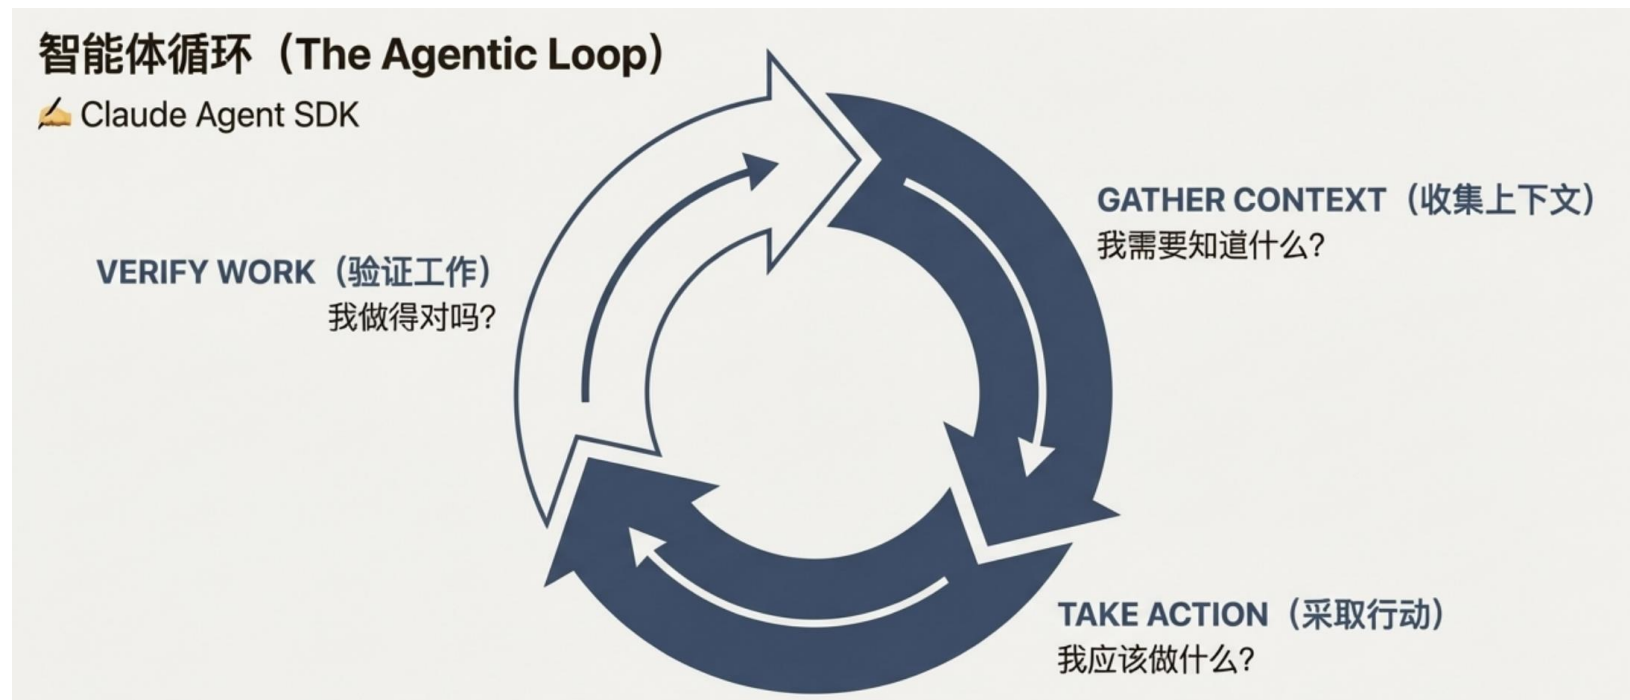 智能体循环（The Agentic Loop）
✍️ Claude Agent SDK
GATHER CONTEXT（收集上下文）
我需要知道什么？
VERIFY WORK（验证工作）
我做得对吗？
TAKE ACTION（采取行动）
我应该做什么？